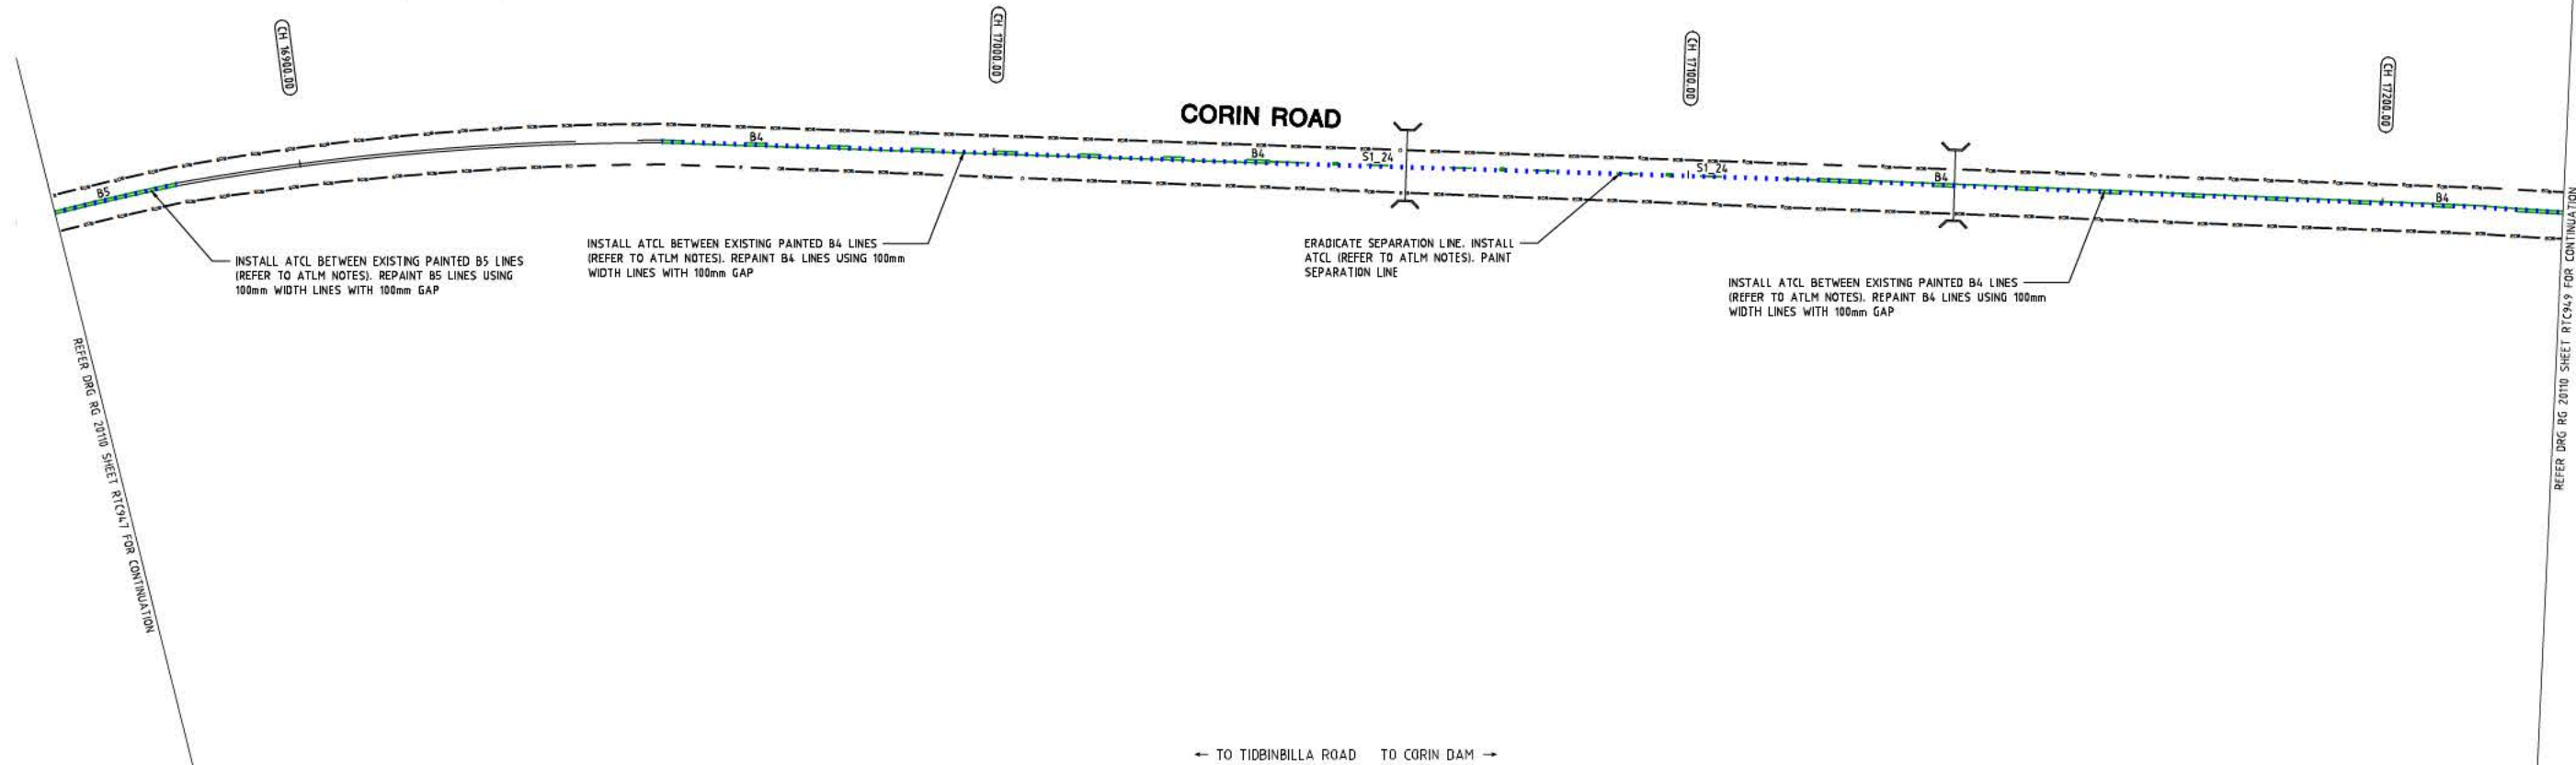 CH 16900.00
CH 17000.00
CH 17100.00
CH 17200.00
CORIN ROAD
B5
B4
B4
S1_24
S1_24
B4
B4
INSTALL ATCL BETWEEN EXISTING PAINTED B5 LINES
(REFER TO ATLM NOTES). REPAINT B5 LINES USING
100mm WIDTH LINES WITH 100mm GAP
INSTALL ATCL BETWEEN EXISTING PAINTED B4 LINES
(REFER TO ATLM NOTES). REPAINT B4 LINES USING 100mm
WIDTH LINES WITH 100mm GAP
ERADICATE SEPARATION LINE. INSTALL
ATCL (REFER TO ATLM NOTES). PAINT
SEPARATION LINE
INSTALL ATCL BETWEEN EXISTING PAINTED B4 LINES
(REFER TO ATLM NOTES). REPAINT B4 LINES USING 100mm
WIDTH LINES WITH 100mm GAP
REFER DRG RG 20110 SHEET RTC947 FOR CONTINUATION
REFER DRG RG 20110 SHEET RTC949 FOR CONTINUATION
← TO TIDBINBILLA ROAD TO CORIN DAM →